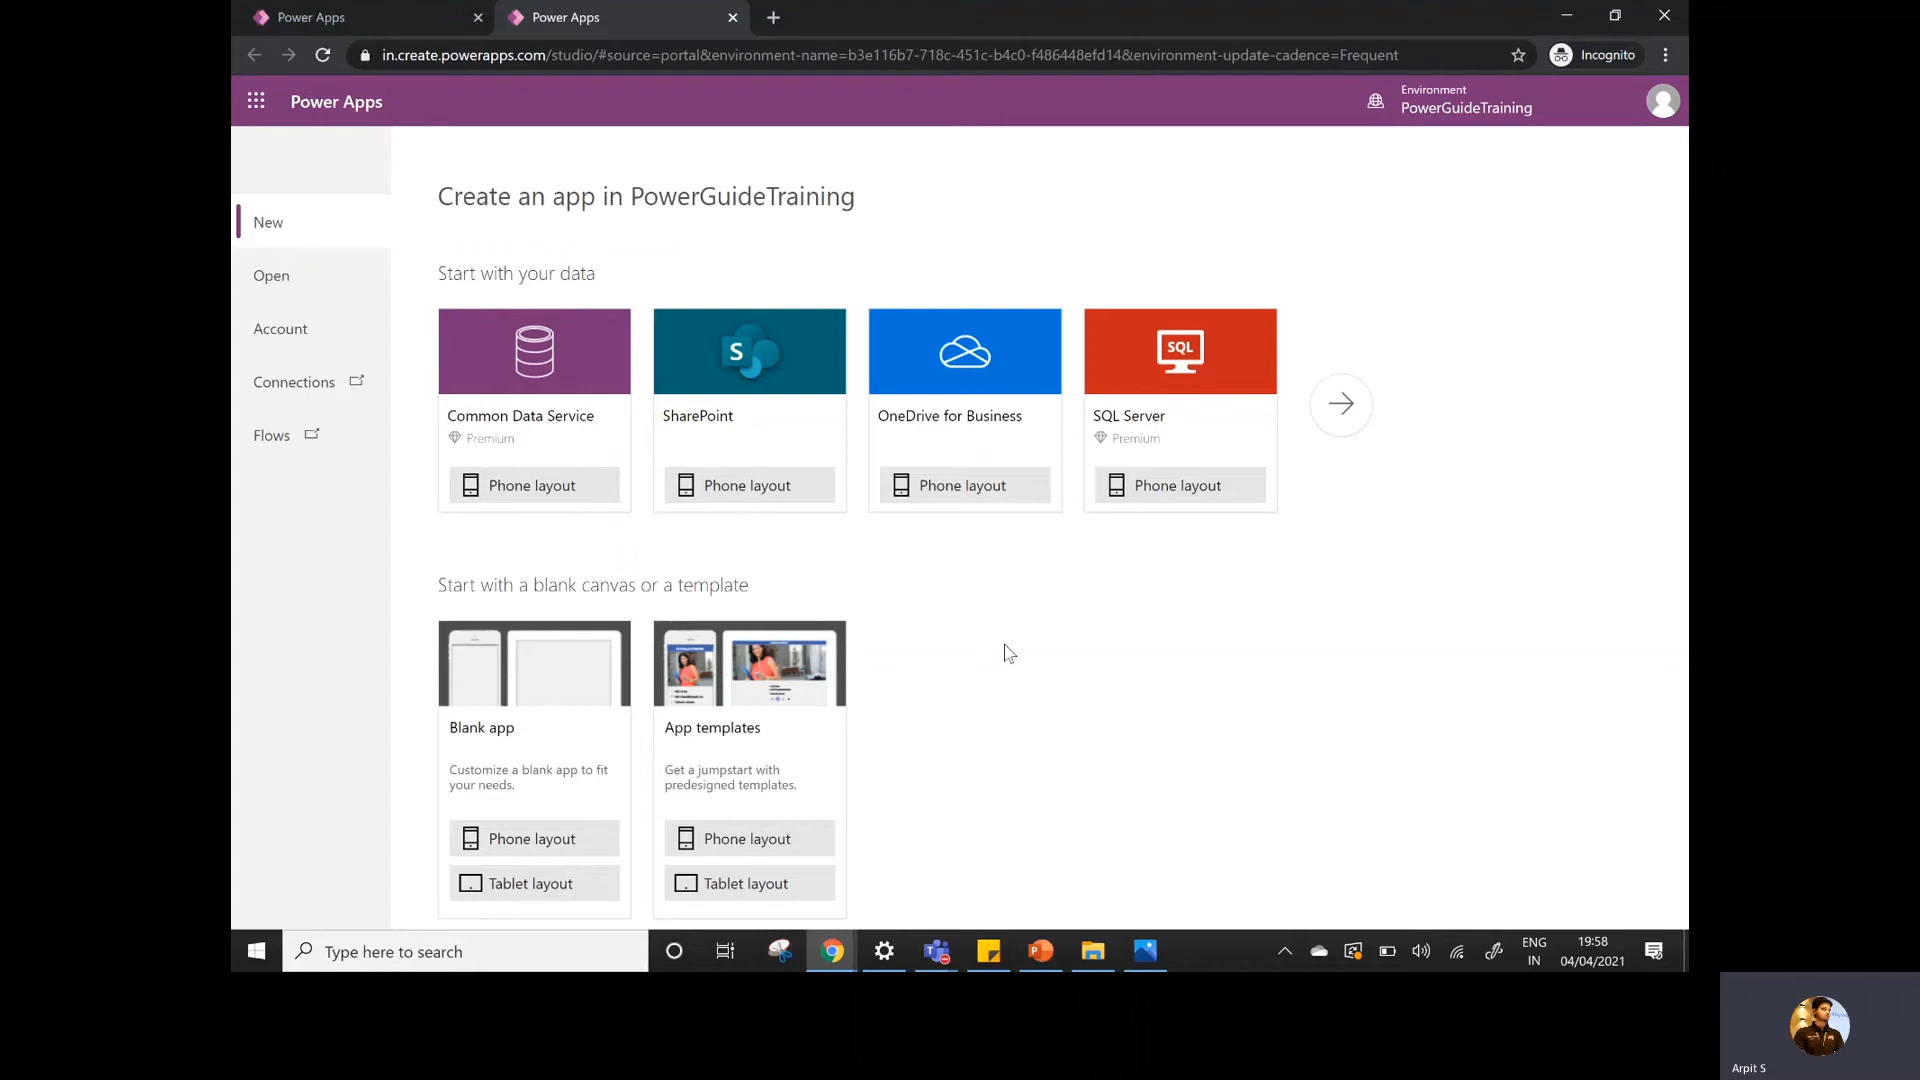 Power Apps
Power Apps
in.create.powerapps.com/studio/#source=portal&environment-name=b3e116b7-718c-451c-b4c0-f486448efd14&environment-update-cadence=Frequent
Incognito
Power Apps
Environment
PowerGuideTraining
New
Open
Account
Connections
Flows
Create an app in PowerGuideTraining
Start with your data
SQL
S
Common Data Service
Premium
Phone layout
SharePoint
Phone layout
OneDrive for Business
Phone layout
SQL Server
Premium
Phone layout
Start with a blank canvas or a template
Blank app
Customize a blank app to fit
your needs.
Phone layout
Tablet layout
App templates
Get a jumpstart with
predesigned templates.
Phone layout
Tablet layout
Type here to search
ENG
IN
19:58
04/04/2021
Arpit S